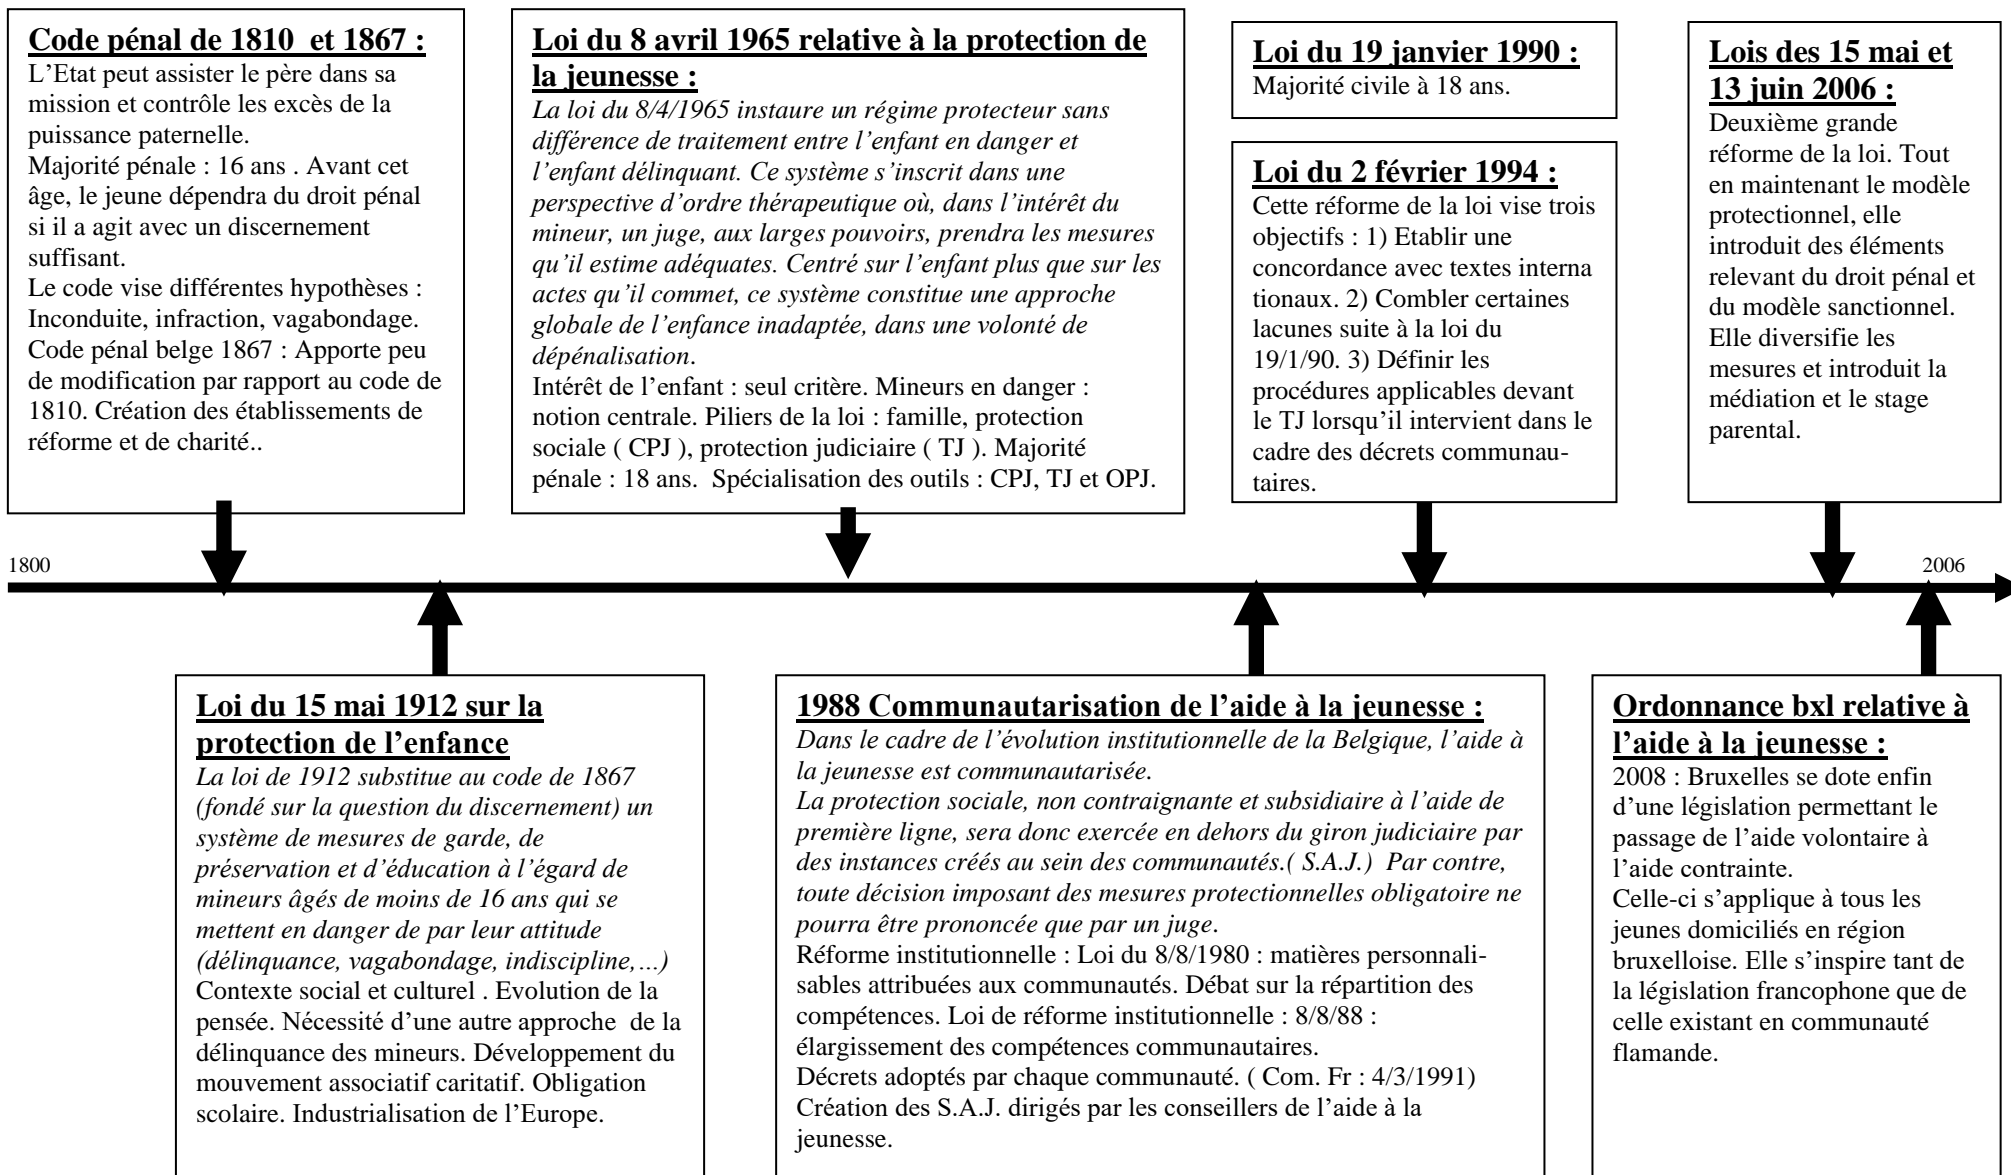 Code pénal de 1810  et 1867 :
L’Etat peut assister le père dans sa
mission et contrôle les excès de la
puissance paternelle.
Majorité pénale : 16 ans . Avant cet
âge, le jeune dépendra du droit pénal
si il a agit avec un discernement
suffisant.
Le code vise différentes hypothèses :
Inconduite, infraction, vagabondage.
Code pénal belge 1867 : Apporte peu
de modification par rapport au code de
1810. Création des établissements de
réforme et de charité..
Loi du 8 avril 1965 relative à la protection de
la jeunesse :
La loi du 8/4/1965 instaure un régime protecteur sans
différence de traitement entre l’enfant en danger et
l’enfant délinquant. Ce système s’inscrit dans une
perspective d’ordre thérapeutique où, dans l’intérêt du
mineur, un juge, aux larges pouvoirs, prendra les mesures
qu’il estime adéquates. Centré sur l’enfant plus que sur les
actes qu’il commet, ce système constitue une approche
globale de l’enfance inadaptée, dans une volonté de
dépénalisation.
Intérêt de l’enfant : seul critère. Mineurs en danger :
notion centrale. Piliers de la loi : famille, protection
sociale ( CPJ ), protection judiciaire ( TJ ). Majorité
pénale : 18 ans.  Spécialisation des outils : CPJ, TJ et OPJ.
Loi du 19 janvier 1990 :
Majorité civile à 18 ans.
Loi du 2 février 1994 :
Cette réforme de la loi vise trois
objectifs : 1) Etablir une
concordance avec textes interna
tionaux. 2) Combler certaines
lacunes suite à la loi du
19/1/90. 3) Définir les
procédures applicables devant
le TJ lorsqu’il intervient dans le
cadre des décrets communau-
taires.
Lois des 15 mai et
13 juin 2006 :
Deuxième grande
réforme de la loi. Tout
en maintenant le modèle
protectionnel, elle
introduit des éléments
relevant du droit pénal et
du modèle sanctionnel.
Elle diversifie les
mesures et introduit la
médiation et le stage
parental.
1800
2006
Loi du 15 mai 1912 sur la
protection de l’enfance
La loi de 1912 substitue au code de 1867
(fondé sur la question du discernement) un
système de mesures de garde, de
préservation et d’éducation à l’égard de
mineurs âgés de moins de 16 ans qui se
mettent en danger de par leur attitude
(délinquance, vagabondage, indiscipline,…)
Contexte social et culturel . Evolution de la
pensée. Nécessité d’une autre approche  de la
délinquance des mineurs. Développement du
mouvement associatif caritatif. Obligation
scolaire. Industrialisation de l’Europe.
1988 Communautarisation de l’aide à la jeunesse :
Dans le cadre de l’évolution institutionnelle de la Belgique, l’aide à
la jeunesse est communautarisée.
La protection sociale, non contraignante et subsidiaire à l’aide de
première ligne, sera donc exercée en dehors du giron judiciaire par
des instances créés au sein des communautés.( S.A.J.)  Par contre,
toute décision imposant des mesures protectionnelles obligatoire ne
pourra être prononcée que par un juge.
Réforme institutionnelle : Loi du 8/8/1980 : matières personnali-
sables attribuées aux communautés. Débat sur la répartition des
compétences. Loi de réforme institutionnelle : 8/8/88 :
élargissement des compétences communautaires.
Décrets adoptés par chaque communauté. ( Com. Fr : 4/3/1991)
Création des S.A.J. dirigés par les conseillers de l’aide à la
jeunesse.
Ordonnance bxl relative à
l’aide à la jeunesse :
2008 : Bruxelles se dote enfin
d’une législation permettant le
passage de l’aide volontaire à
l’aide contrainte.
Celle-ci s’applique à tous les
jeunes domiciliés en région
bruxelloise. Elle s’inspire tant de
la législation francophone que de
celle existant en communauté
flamande.